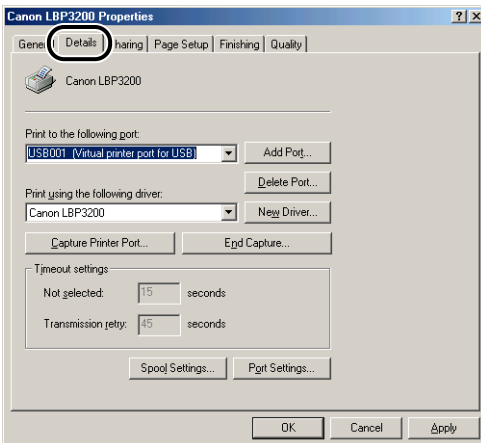 Canon LBP3200 Properties
Gene Details haring Page Setup Finishing Quality
Canon LBP3200
Print to the following port:
USB001 (Virtual printer port for USB)
Add Port...
Delete Port...
Print using the following driver:
Canon LBP3200
New Driver...
Capture Printer Port...
End Capture...
Timeout settings
Not selected: 15 seconds
Transmission retry: 45 seconds
Spool Settings... Port Settings...
OK Cancel Apply